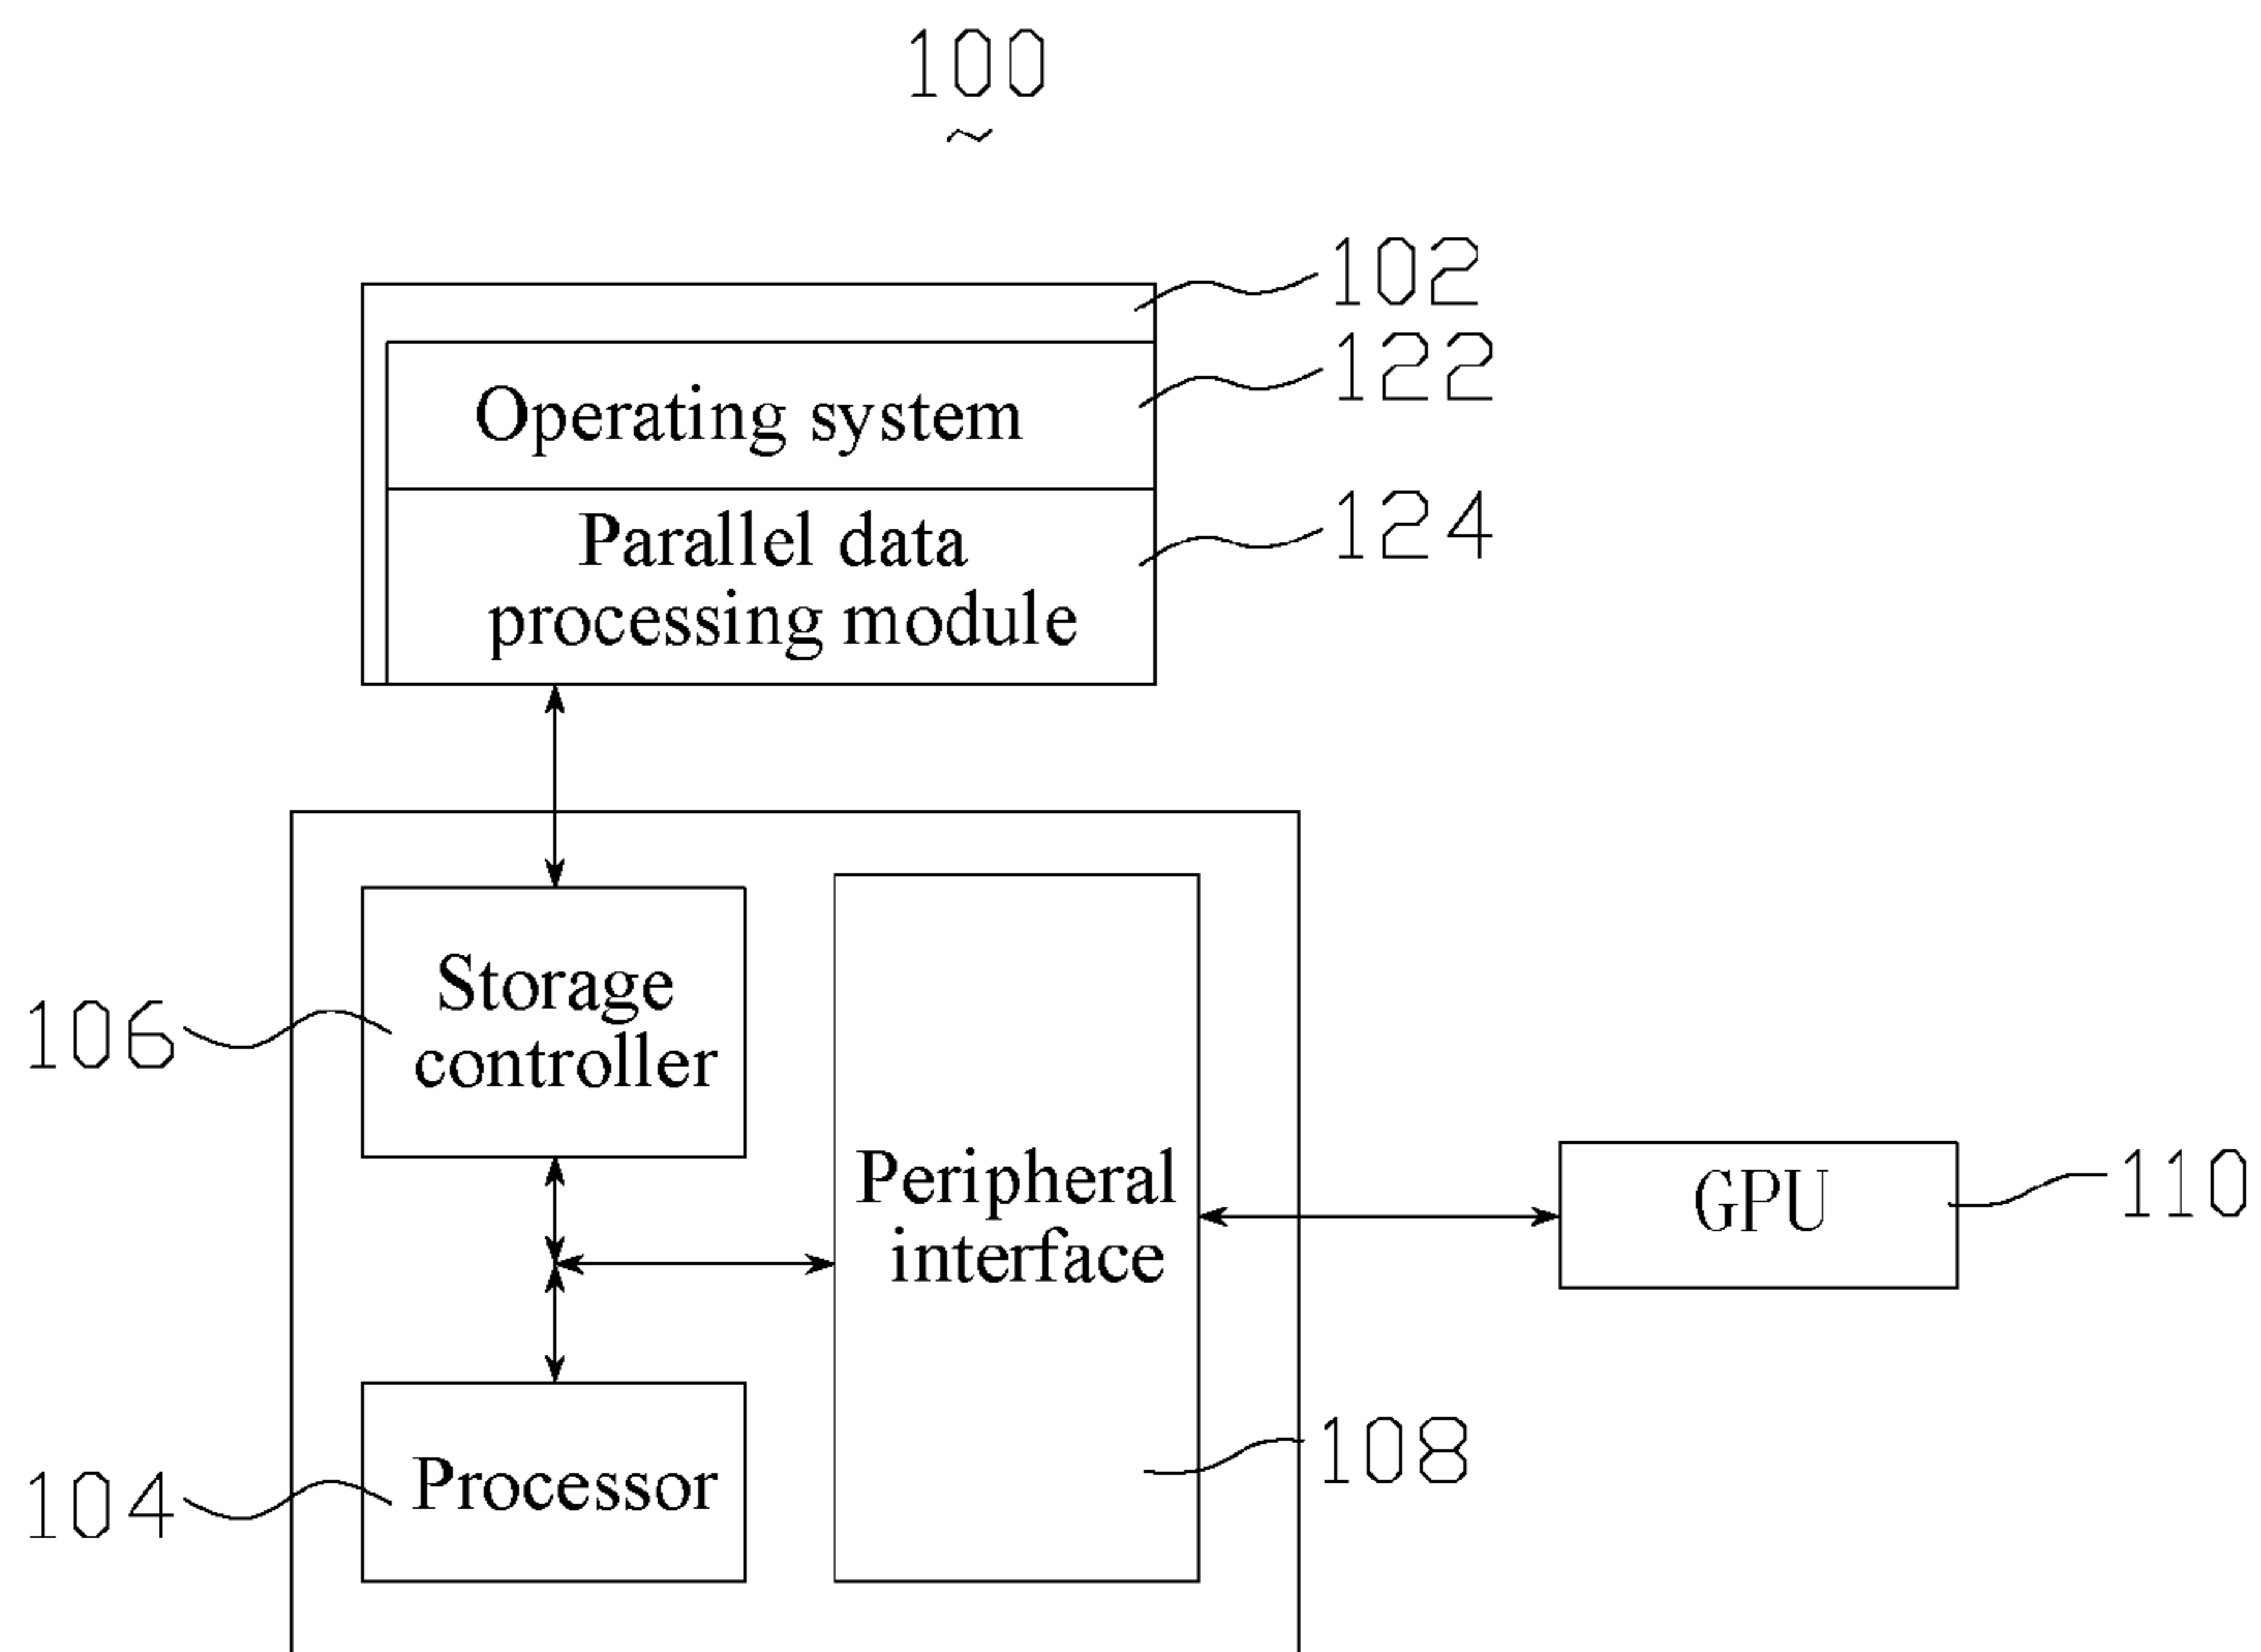 100
~
102
122
Operating system
124
Parallel data
processing module
106
Storage
controller
Peripheral
interface
GPU
110
104
Processor
108